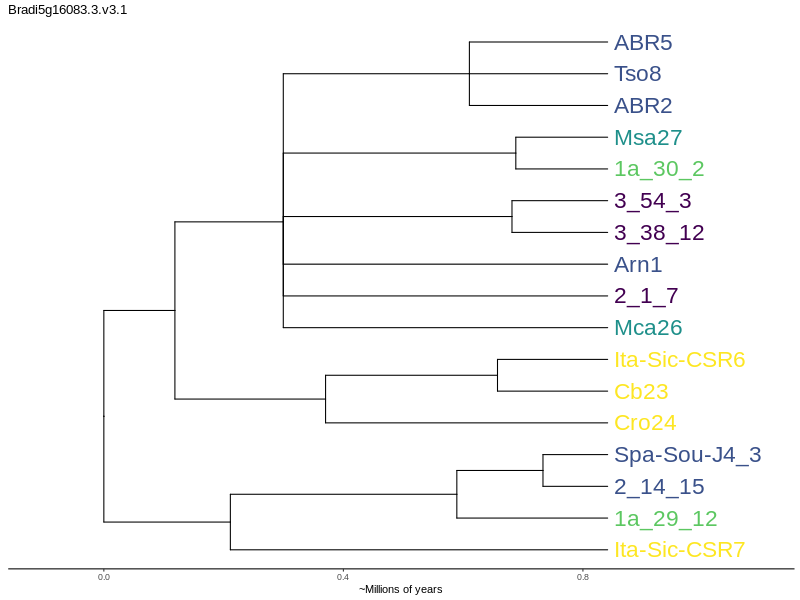 Bradi5g16083.3.v3.1
ABR5
Tso8
ABR2
Msa27
1a_30_2
3_54_3
3_38_12
Arn1
2_1_7
Mca26
Ita-Sic-CSR6
Cb23
Cro24
Spa-Sou-J4_3
2_14_15
1a_29_12
Ita-Sic-CSR7
0.0 0.4 0.8
~Millions of years